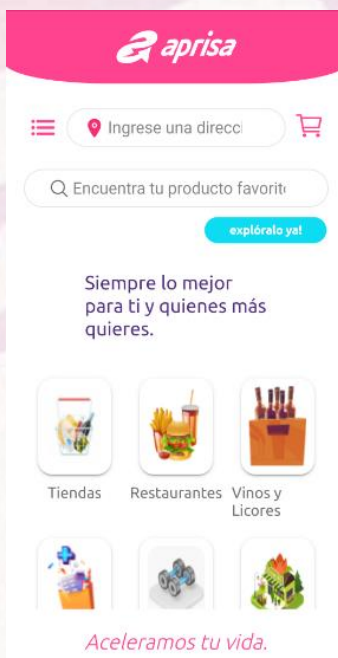 aprisa
Ingrese una direcci
Encuentra tu producto favorito
explóralo ya!
Siempre lo mejor
para ti y quienes más
quieres.
Tiendas
Restaurantes
Vinos y
Licores
Aceleramos tu vida.